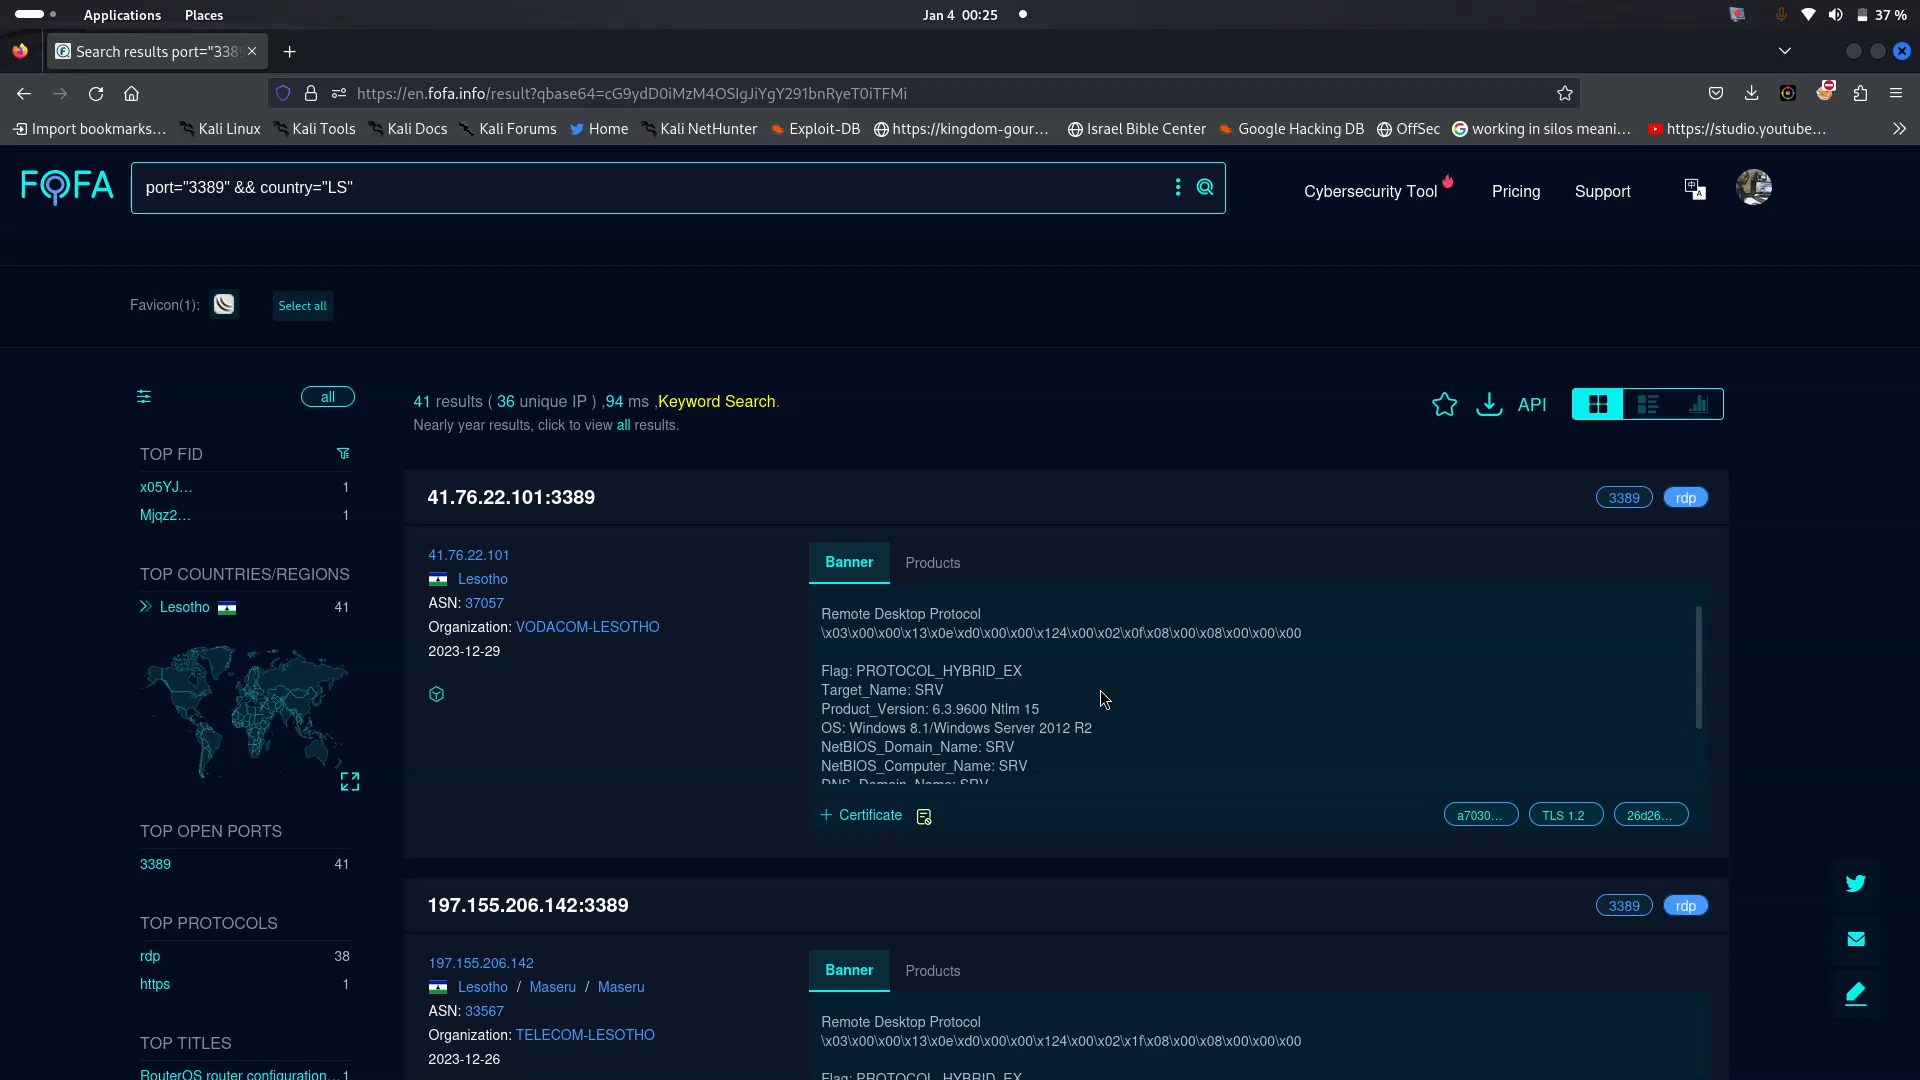 Applications Places Jan 4 00:25 37 %
Search results port="338
https://en.fofa.info/result?qbase64=cG9ydD0iMzM4OSIgJiYgY291bnRyeT0iTFMi
Import bookmarks... Kali Linux Kali Tools Kali Docs Kali Forums Home Kali NetHunter Exploit-DB https://kingdom-gour... Israel Bible Center Google Hacking DB OffSec working in silos meani... https://studio.youtube...
FOFA
port="3389" && country="LS"
Cybersecurity Tool Pricing Support
Favicon(1): Select all
all
41 results ( 36 unique IP ) ,94 ms ,Keyword Search.
Nearly year results, click to view all results.
API
TOP FID
x05YJ... 1
Mjqz2... 1
TOP COUNTRIES/REGIONS
Lesotho 41
TOP OPEN PORTS
3389 41
TOP PROTOCOLS
rdp 38
https 1
TOP TITLES
RouterOS router configuration... 1
41.76.22.101:3389
3389 rdp
41.76.22.101
Lesotho
ASN: 37057
Organization: VODACOM-LESOTHO
2023-12-29
Banner Products
Remote Desktop Protocol
\x03\x00\x00\x13\x0e\xd0\x00\x00\x124\x00\x02\x0f\x08\x00\x08\x00\x00\x00
Flag: PROTOCOL_HYBRID_EX
Target_Name: SRV
Product_Version: 6.3.9600 Ntlm 15
OS: Windows 8.1/Windows Server 2012 R2
NetBIOS_Domain_Name: SRV
NetBIOS_Computer_Name: SRV
DNS_Domain_Name: SRV
+ Certificate
a7030... TLS 1.2 26d26...
197.155.206.142:3389
3389 rdp
197.155.206.142
Lesotho / Maseru / Maseru
ASN: 33567
Organization: TELECOM-LESOTHO
2023-12-26
Banner Products
Remote Desktop Protocol
\x03\x00\x00\x13\x0e\xd0\x00\x00\x124\x00\x02\x1f\x08\x00\x08\x00\x00\x00
Flag: PROTOCOL_HYBRID_EX